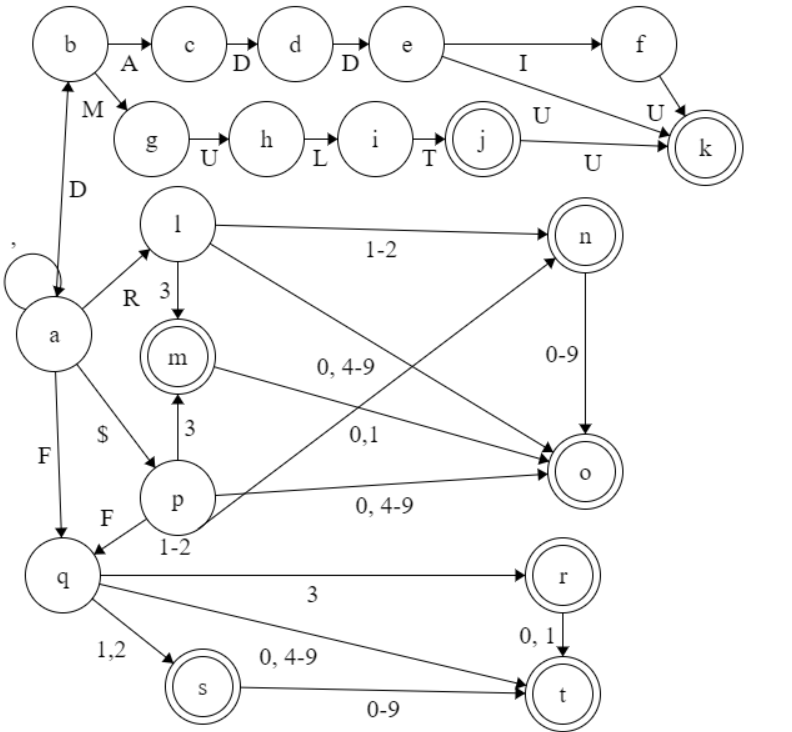 b c d e f
A D D I
M U U
g h i j k
U L T U
D
l n
, 1-2
R 3
a m 0, 4-9 0-9
$ 3 0,1
F o
p 0, 4-9
F
1-2
q r
3
1,2 0, 4-9 0, 1
s t
0-9